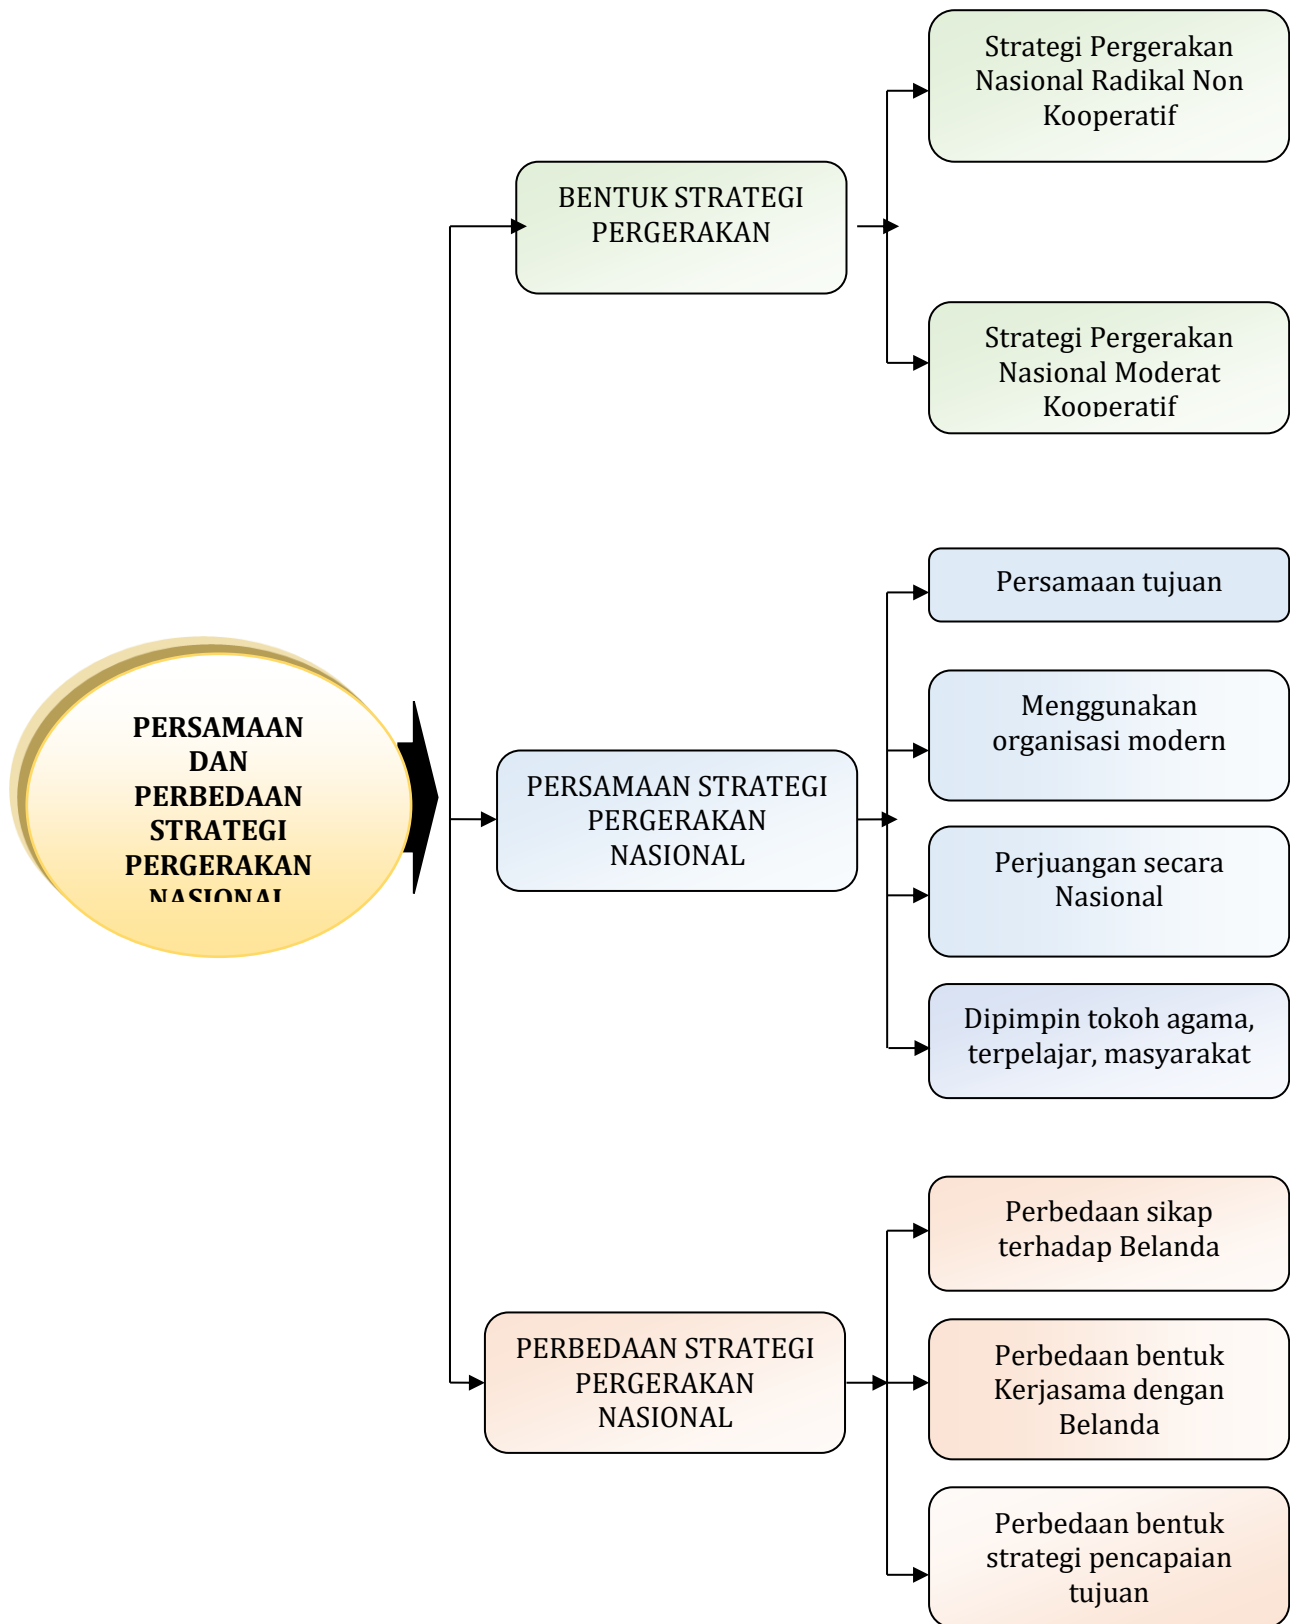 Strategi Pergerakan
Nasional Radikal Non
Kooperatif
BENTUK STRATEGI
PERGERAKAN
Strategi Pergerakan
Nasional Moderat
Kooperatif
PERSAMAAN
DAN
PERBEDAAN
STRATEGI
PERGERAKAN
NASIONAL
PERSAMAAN STRATEGI
PERGERAKAN
NASIONAL
Persamaan tujuan
Menggunakan
organisasi modern
Perjuangan secara
Nasional
Dipimpin tokoh agama,
terpelajar, masyarakat
PERBEDAAN STRATEGI
PERGERAKAN
NASIONAL
Perbedaan sikap
terhadap Belanda
Perbedaan bentuk
Kerjasama dengan
Belanda
Perbedaan bentuk
strategi pencapaian
tujuan